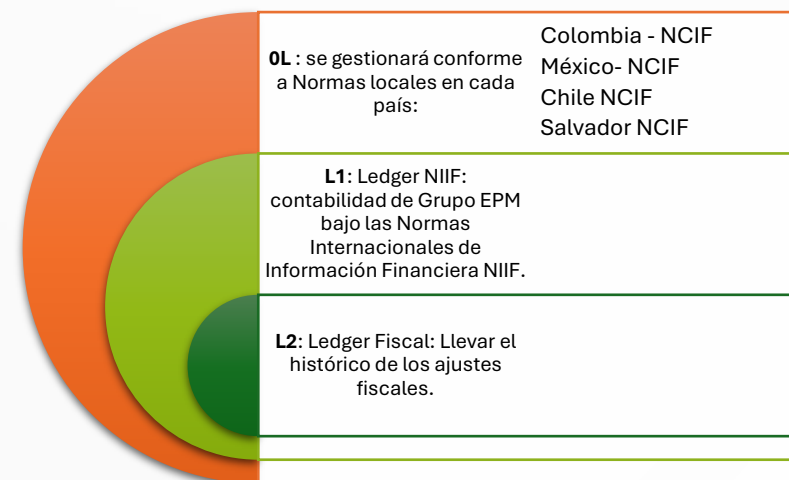 0L : se gestionará conforme
a Normas locales en cada
país:
Colombia - NCIF
México- NCIF
Chile NCIF
Salvador NCIF
L1: Ledger NIIF:
contabilidad de Grupo EPM
bajo las Normas
Internacionales de
Información Financiera NIIF.
L2: Ledger Fiscal: Llevar el
histórico de los ajustes
fiscales.